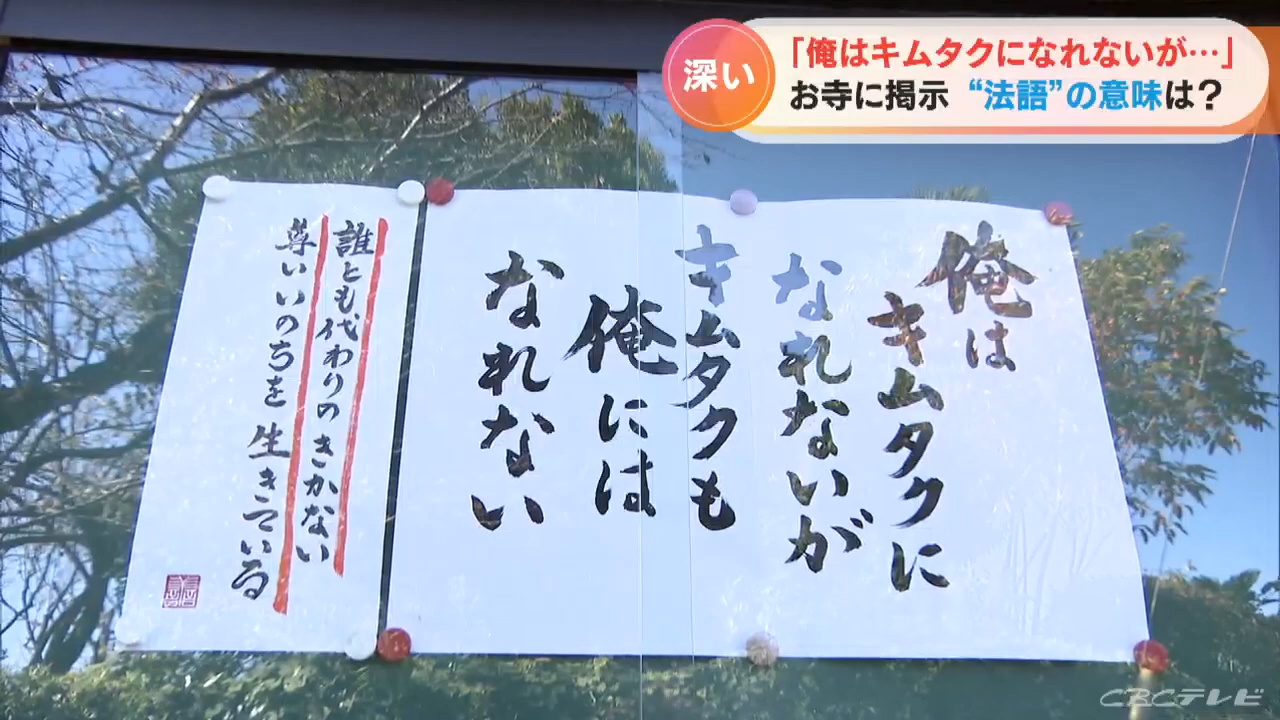 深い
「俺はキムタクになれないが…」
お寺に掲示 “法語”の意味は？
俺は
キムタクに
なれないが
キムタクも
俺には
なれない
誰とも代わりのきかない
尊いいのちを
生きている
CBCテレビ